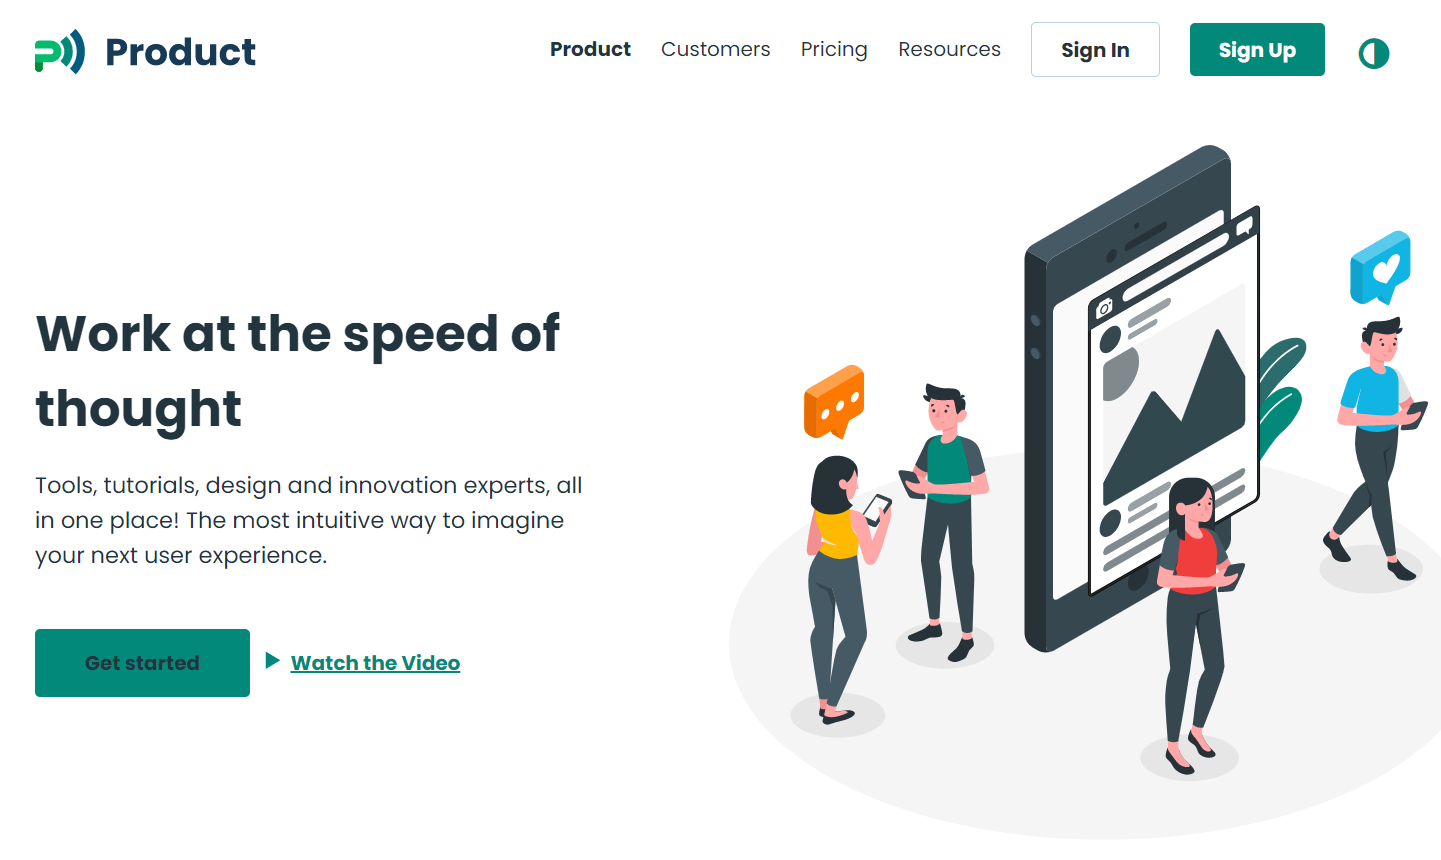 Product
Product Customers Pricing Resources Sign In Sign Up
Work at the speed of
thought
Tools, tutorials, design and innovation experts, all
in one place! The most intuitive way to imagine
your next user experience.
Get started Watch the Video